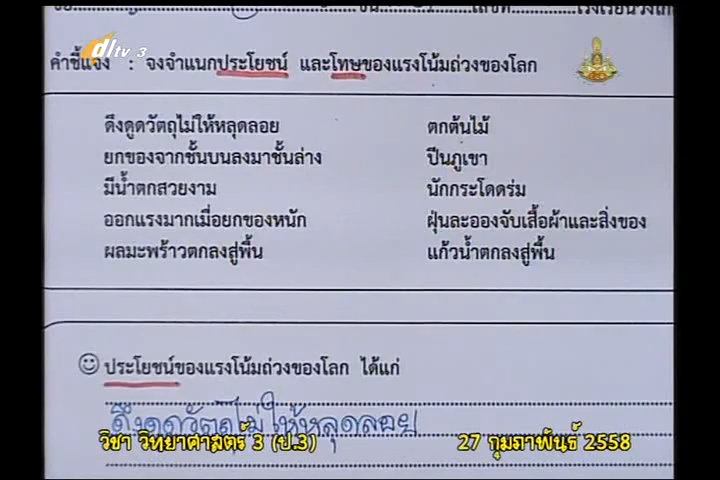 dltv 3
คำชี้แจง : จงจำแนกประโยชน์ และโทษของแรงโน้มถ่วงของโลก
ดึงดูดวัตถุไม่ให้หลุดลอย
ยกของจากชั้นบนลงมาชั้นล่าง
มีน้ำตกสวยงาม
ออกแรงมากเมื่อยกของหนัก
ผลมะพร้าวตกลงสู่พื้น
ตกต้นไม้
ปีนภูเขา
นักกระโดดร่ม
ฝุ่นละอองจับเสื้อผ้าและสิ่งของ
แก้วน้ำตกลงสู่พื้น
ประโยชน์ของแรงโน้มถ่วงของโลก ได้แก่
ดึงดูดวัตถุไม่ให้หลุดลอย
วิชา วิทยาศาสตร์ 3 (ป.3) 27 กุมภาพันธ์ 2558